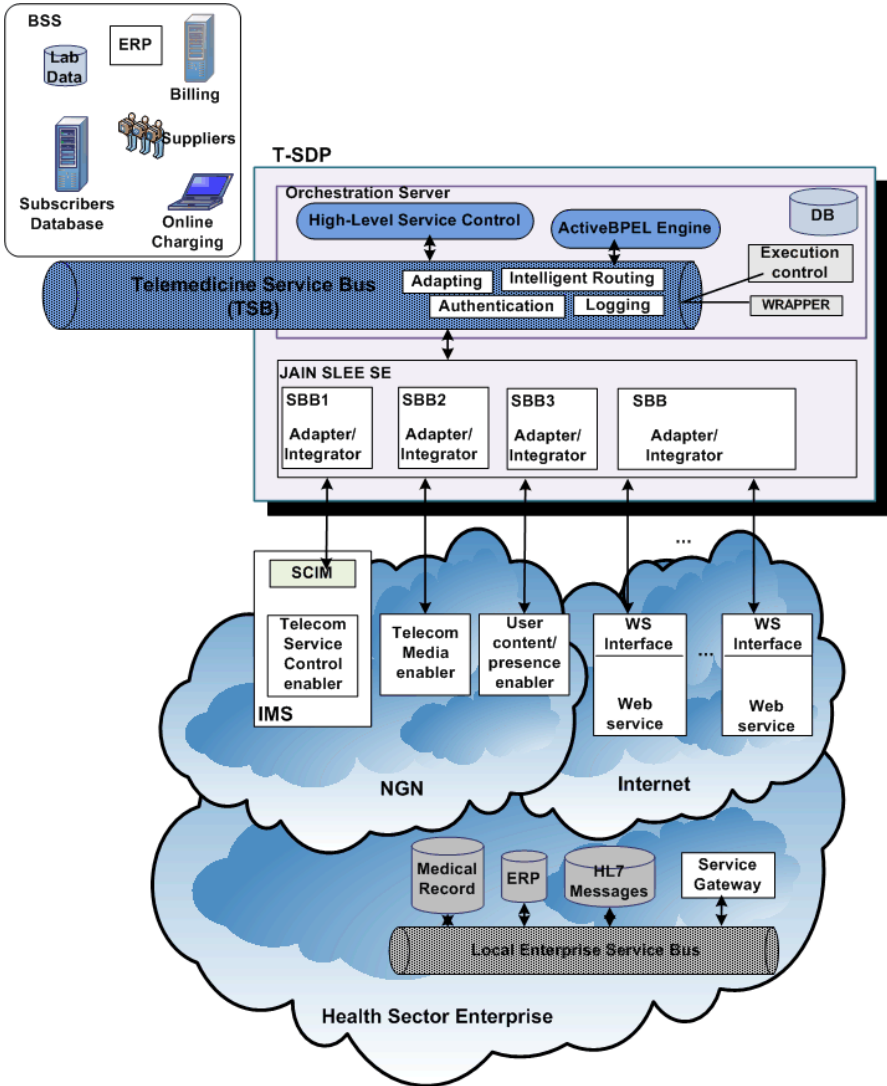 BSS
Lab
Data
ERP
Billing
Suppliers
Subscribers
Database
Online
Charging
T-SDP
Orchestration Server
High-Level Service Control
ActiveBPEL Engine
DB
Execution
control
WRAPPER
Telemedicine Service Bus
(TSB)
Adapting
Intelligent Routing
Authentication
Logging
JAIN SLEE SE
SBB1
Adapter/
Integrator
SBB2
Adapter/
Integrator
SBB3
Adapter/
Integrator
SBB
Adapter/
Integrator
...
SCIM
Telecom
Service
Control
enabler
IMS
Telecom
Media
enabler
User
content/
presence
enabler
WS
Interface
Web
service
...
WS
Interface
Web
service
NGN
Internet
Medical
Record
ERP
HL7
Messages
Service
Gateway
Local Enterprise Service Bus
Health Sector Enterprise